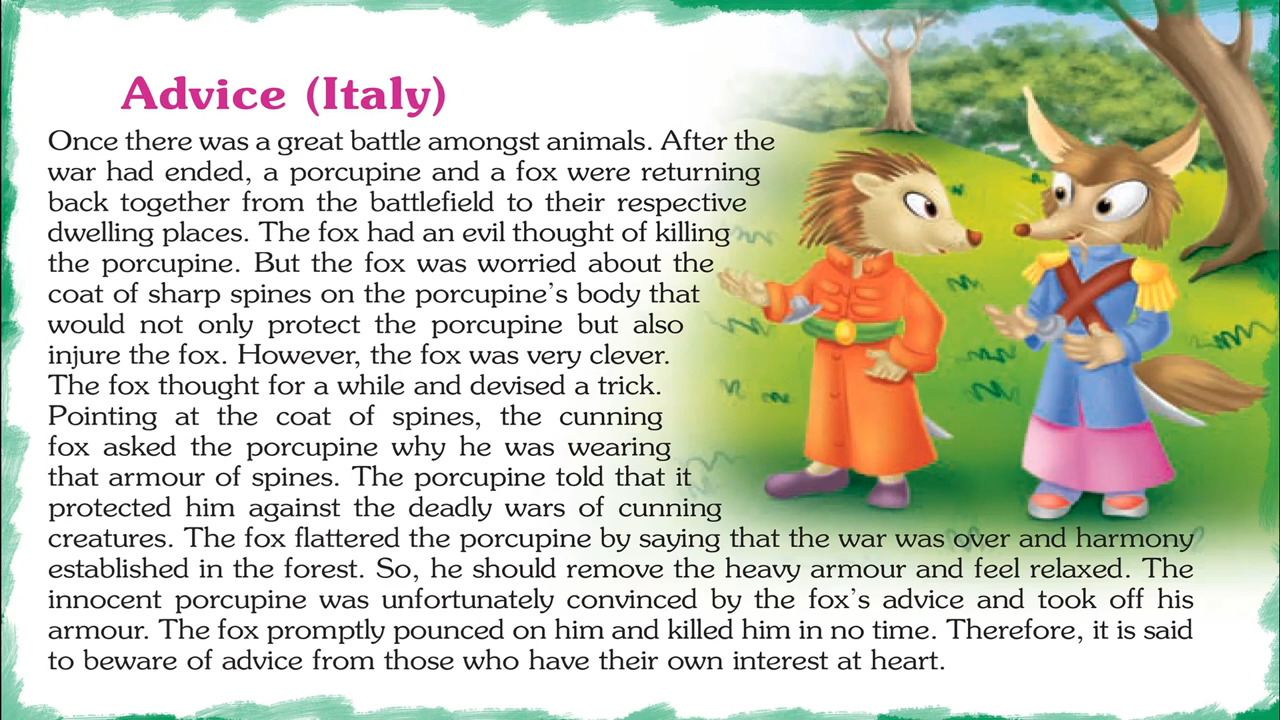 Advice (Italy)
Once there was a great battle amongst animals. After the
war had ended, a porcupine and a fox were returning
back together from the battlefield to their respective
dwelling places. The fox had an evil thought of killing
the porcupine. But the fox was worried about the
coat of sharp spines on the porcupine's body that
would not only protect the porcupine but also
injure the fox. However, the fox was very clever.
The fox thought for a while and devised a trick.
Pointing at the coat of spines, the cunning
fox asked the porcupine why he was wearing
that armour of spines. The porcupine told that it
protected him against the deadly wars of cunning
creatures. The fox flattered the porcupine by saying that the war was over and harmony
established in the forest. So, he should remove the heavy armour and feel relaxed. The
innocent porcupine was unfortunately convinced by the fox's advice and took off his
armour. The fox promptly pounced on him and killed him in no time. Therefore, it is said
to beware of advice from those who have their own interest at heart.